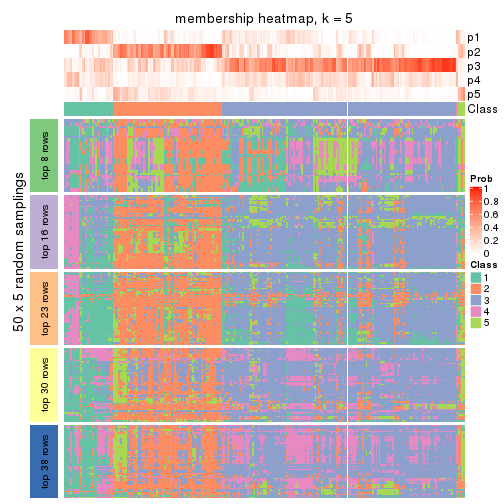 membership heatmap, k = 5
p1
p2
p3
p4
p5
Class
50 x 5 random samplings
top 8 rows
top 16 rows
top 23 rows
top 30 rows
top 38 rows
Prob
1
0.8
0.6
0.4
0.2
0
Class
1
2
3
4
5